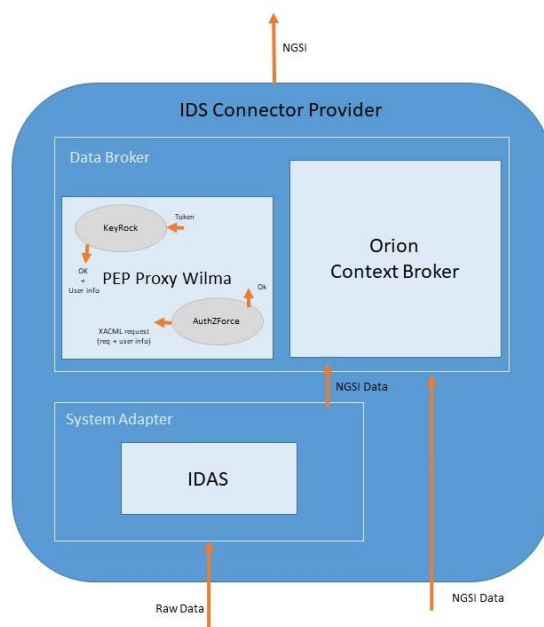 NGSI
IDS Connector Provider
Data Broker
KeyRock
Token
OK
+
User info
PEP Proxy Wilma
Ok
AuthZForce
XACML request
(req + user info)
Orion
Context Broker
NGSI Data
System Adapter
IDAS
Raw Data
NGSI Data